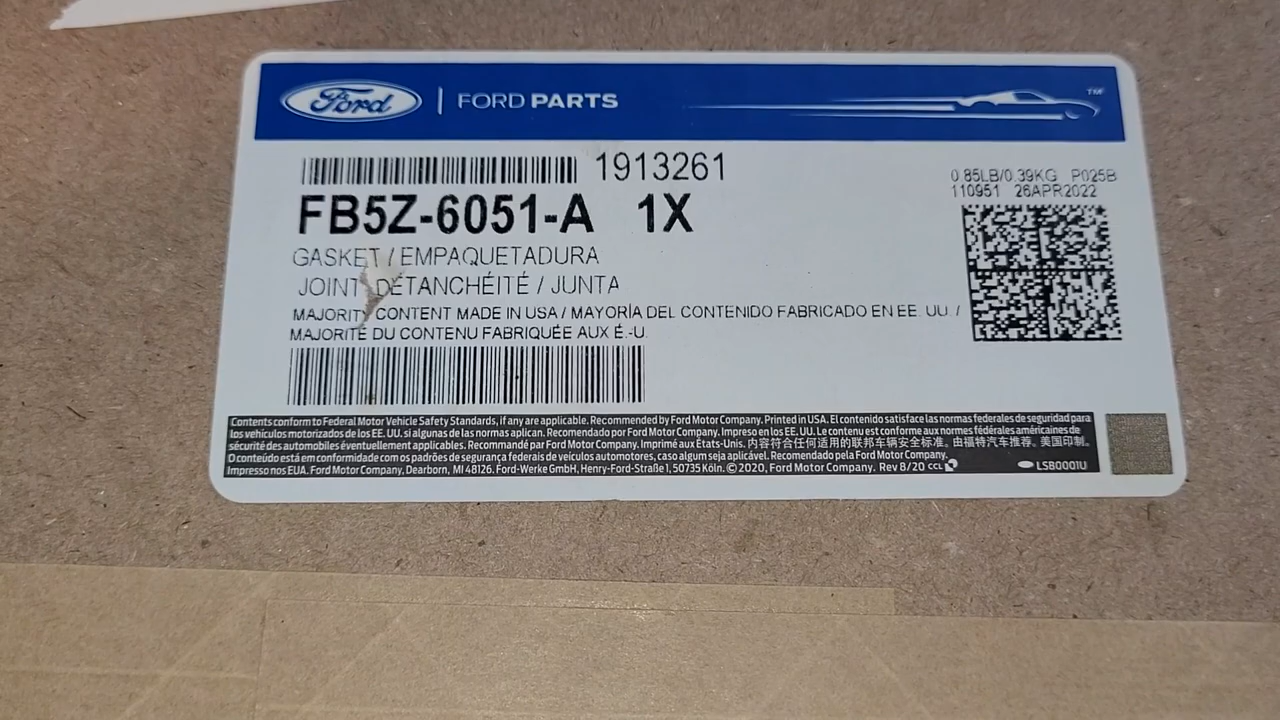 Ford | FORD PARTS
TM
1913261
FB5Z-6051-A 1X
GASKET / EMPAQUETADURA
JOINT DÉTANCHÉITÉ / JUNTA
MAJORITY CONTENT MADE IN USA / MAYORÍA DEL CONTENIDO FABRICADO EN EE. UU. /
MAJORITÉ DU CONTENU FABRIQUÉE AUX É.-U.
0.85LB/0.39KG P025B
110951 26APR2022
Contents conform to Federal Motor Vehicle Safety Standards, if any are applicable. Recommended by Ford Motor Company. Printed in USA. El contenido satisface las normas federales de seguridad para
los vehículos motorizados de los EE. UU. si algunas de las normas aplican. Recomendado por Ford Motor Company. Impreso en los EE. UU. Le contenu est conforme aux normes fédérales américaines de
sécurité des automobiles éventuellement applicables. Recommandé par Ford Motor Company. Imprimé aux États-Unis. 内容符合任何适用的联邦车辆安全标准。由福特汽车推荐。美国印制。
O conteúdo está em conformidade com os padrões de segurança federais de veículos automotores, caso algum seja aplicável. Recomendado pela Ford Motor Company.
Impresso nos EUA. Ford Motor Company, Dearborn, MI 48126. Ford-Werke GmbH, Henry-Ford-Straße 1, 50735 Köln. © 2020, Ford Motor Company. Rev 8/20 CCL
LSB0001U